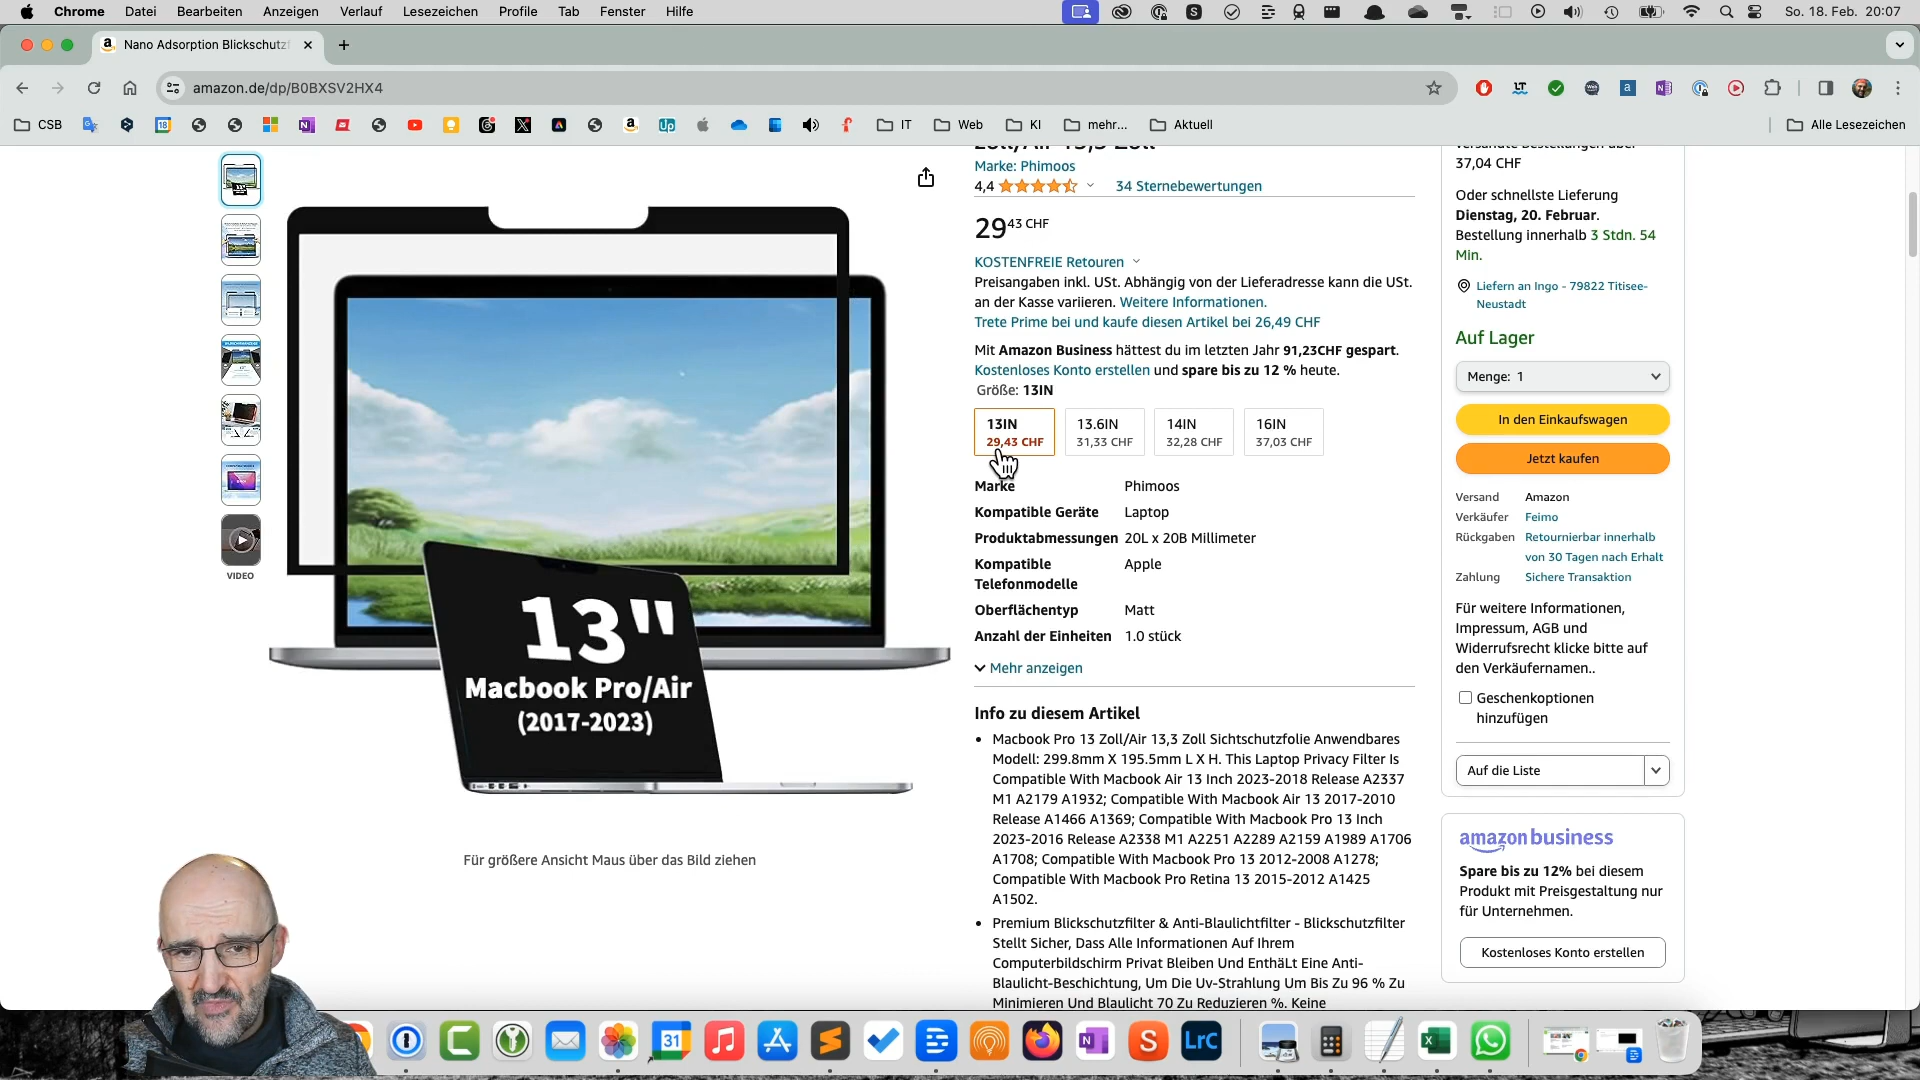 Chrome Datei Bearbeiten Anzeigen Verlauf Lesezeichen Profile Tab Fenster Hilfe So. 18. Feb. 20:07
Nano Adsorption Blickschutzf
amazon.de/dp/B0BXSV2HX4
CSB IT Web KI mehr... Aktuell Alle Lesezeichen
Marke: Phimoos
4,4 34 Sternebewertungen
29 43 CHF
KOSTENFREIE Retouren
Preisangaben inkl. USt. Abhängig von der Lieferadresse kann die USt.
an der Kasse variieren. Weitere Informationen.
Trete Prime bei und kaufe diesen Artikel bei 26,49 CHF
Mit Amazon Business hättest du im letzten Jahr 91,23CHF gespart.
Kostenloses Konto erstellen und spare bis zu 12 % heute.
Größe: 13IN
13IN 13.6IN 14IN 16IN
29,43 CHF 31,33 CHF 32,28 CHF 37,03 CHF
Marke Phimoos
Kompatible Geräte Laptop
Produktabmessungen 20L x 20B Millimeter
Kompatible Apple
Telefonmodelle
Oberflächentyp Matt
Anzahl der Einheiten 1.0 stück
Mehr anzeigen
Info zu diesem Artikel
• Macbook Pro 13 Zoll/Air 13,3 Zoll Sichtschutzfolie Anwendbares
Modell: 299.8mm X 195.5mm L X H. This Laptop Privacy Filter Is
Compatible With Macbook Air 13 Inch 2023-2018 Release A2337
M1 A2179 A1932; Compatible With Macbook Air 13 2017-2010
Release A1466 A1369; Compatible With Macbook Pro 13 Inch
2023-2016 Release A2338 M1 A2251 A2289 A2159 A1989 A1706
A1708; Compatible With Macbook Pro 13 2012-2008 A1278;
Compatible With Macbook Pro Retina 13 2015-2012 A1425
A1502.
• Premium Blickschutzfilter & Anti-Blaulichtfilter - Blickschutzfilter
Stellt Sicher, Dass Alle Informationen Auf Ihrem
Computerbildschirm Privat Bleiben Und EnthäLt Eine Anti-
Blaulicht-Beschichtung, Um Die Uv-Strahlung Um Bis Zu 96 % Zu
Minimieren Und Blaulicht 70 Zu Reduzieren %. Keine
VIDEO
13"
Macbook Pro/Air
(2017-2023)
Für größere Ansicht Maus über das Bild ziehen
37,04 CHF
Oder schnellste Lieferung
Dienstag, 20. Februar.
Bestellung innerhalb 3 Stdn. 54
Min.
Liefern an Ingo - 79822 Titisee-
Neustadt
Auf Lager
Menge: 1
In den Einkaufswagen
Jetzt kaufen
Versand Amazon
Verkäufer Feimo
Rückgaben Retournierbar innerhalb
von 30 Tagen nach Erhalt
Zahlung Sichere Transaktion
Für weitere Informationen,
Impressum, AGB und
Widerrufsrecht klicke bitte auf
den Verkäufernamen..
Geschenkoptionen
hinzufügen
Auf die Liste
amazon business
Spare bis zu 12% bei diesem
Produkt mit Preisgestaltung nur
für Unternehmen.
Kostenloses Konto erstellen
31
LrC